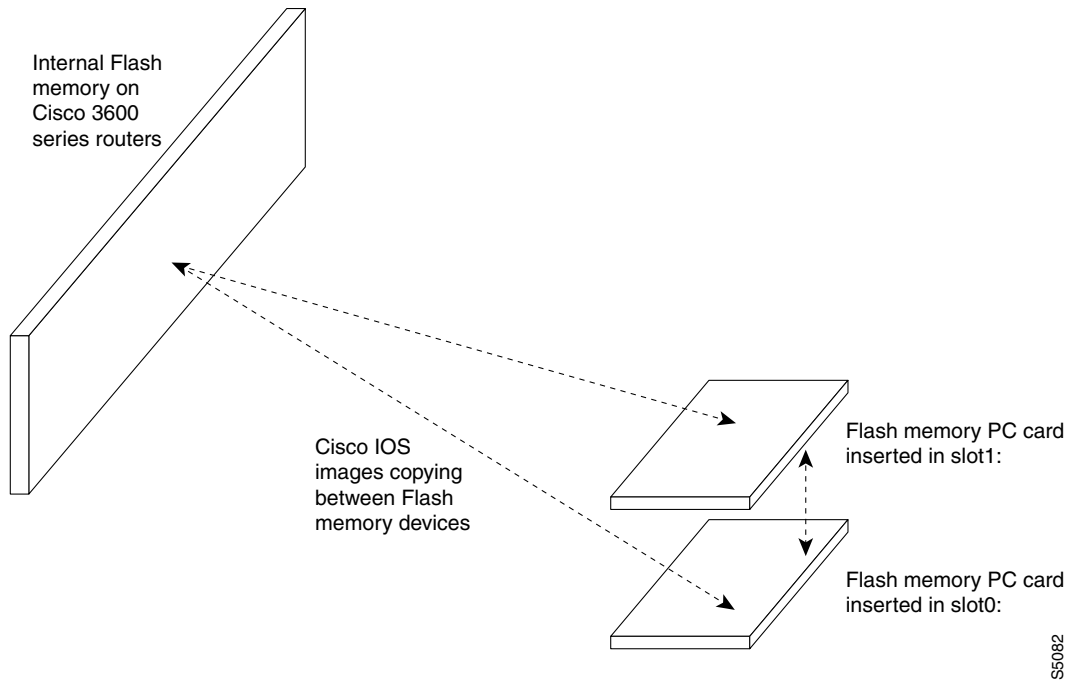 Internal Flash
memory on
Cisco 3600
series routers
Cisco IOS
images copying
between Flash
memory devices
Flash memory PC card
inserted in slot1:
Flash memory PC card
inserted in slot0:
S5082